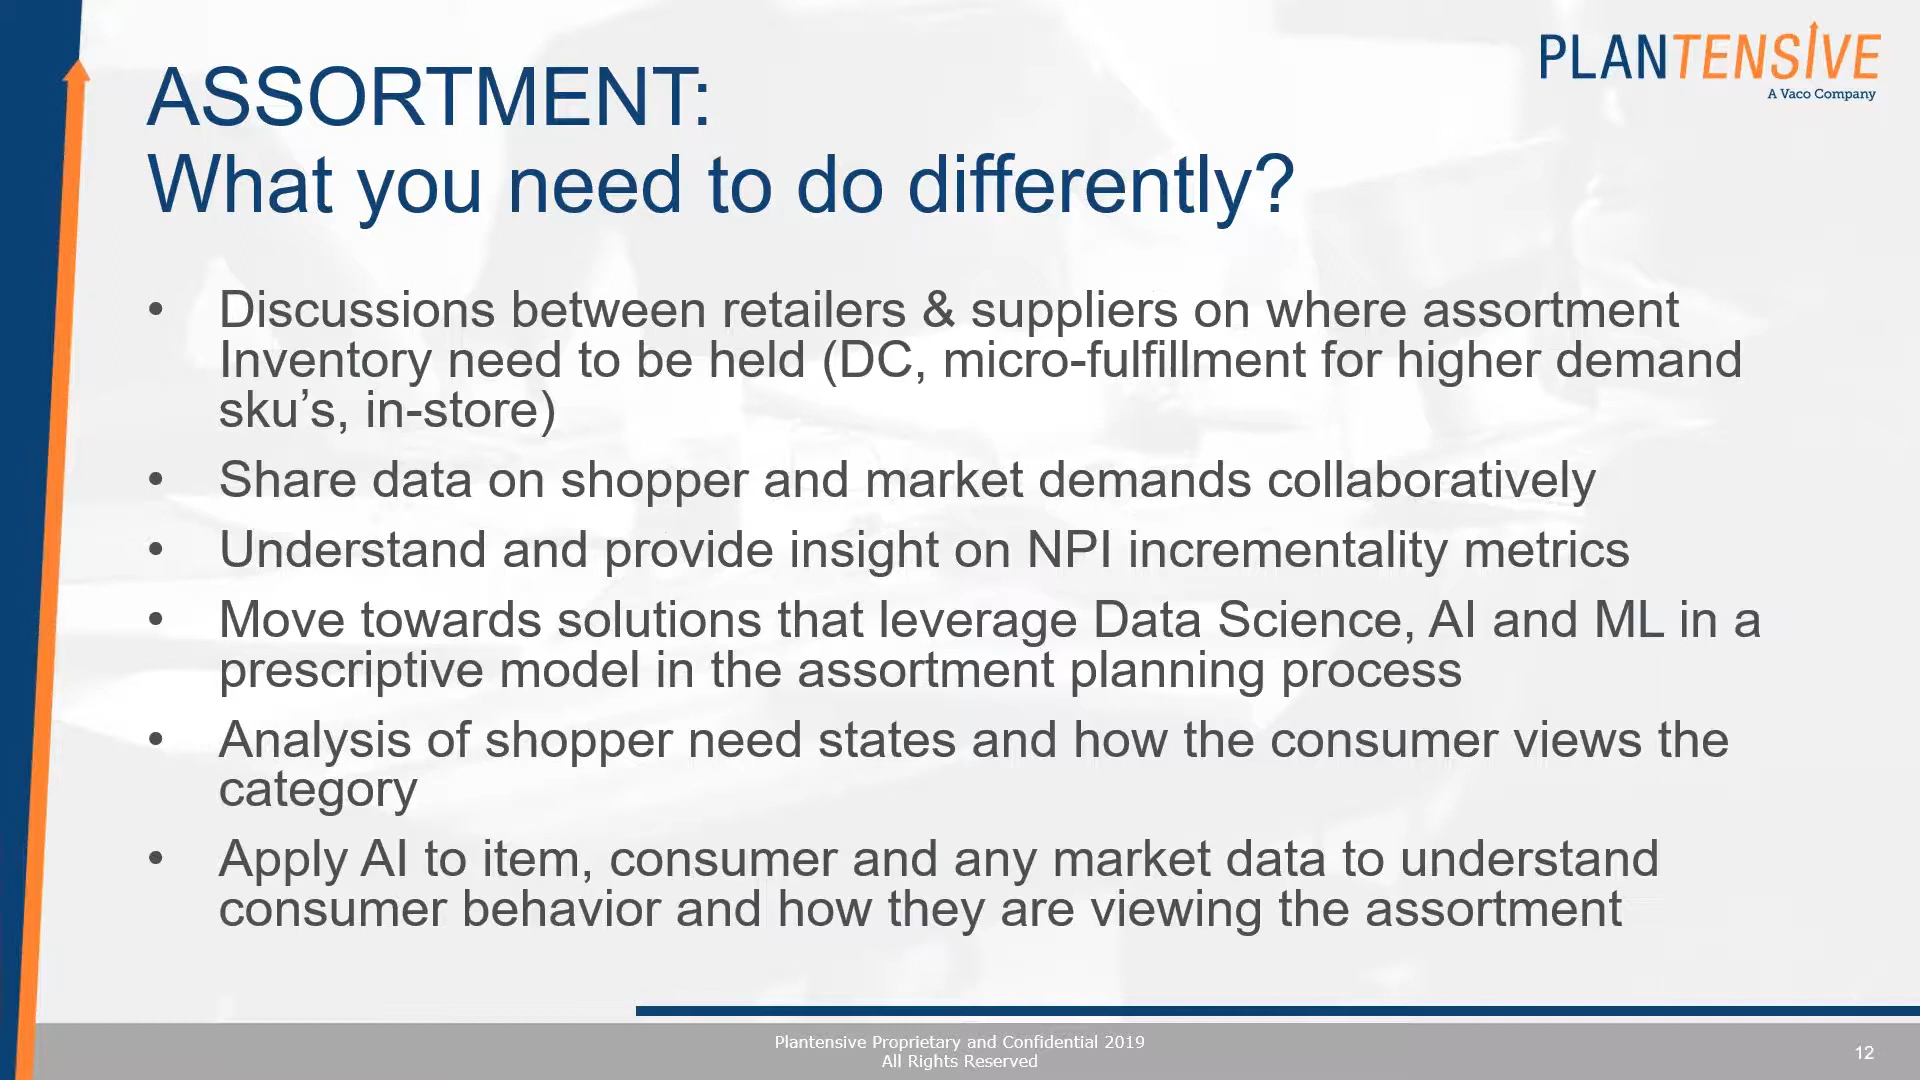 PLANTENSIVE
A Vaco Company
ASSORTMENT:
What you need to do differently?
• Discussions between retailers & suppliers on where assortment
Inventory need to be held (DC, micro-fulfillment for higher demand
sku’s, in-store)
• Share data on shopper and market demands collaboratively
• Understand and provide insight on NPI incrementality metrics
• Move towards solutions that leverage Data Science, AI and ML in a
prescriptive model in the assortment planning process
• Analysis of shopper need states and how the consumer views the
category
• Apply AI to item, consumer and any market data to understand
consumer behavior and how they are viewing the assortment
Plantensive Proprietary and Confidential 2019
All Rights Reserved
12